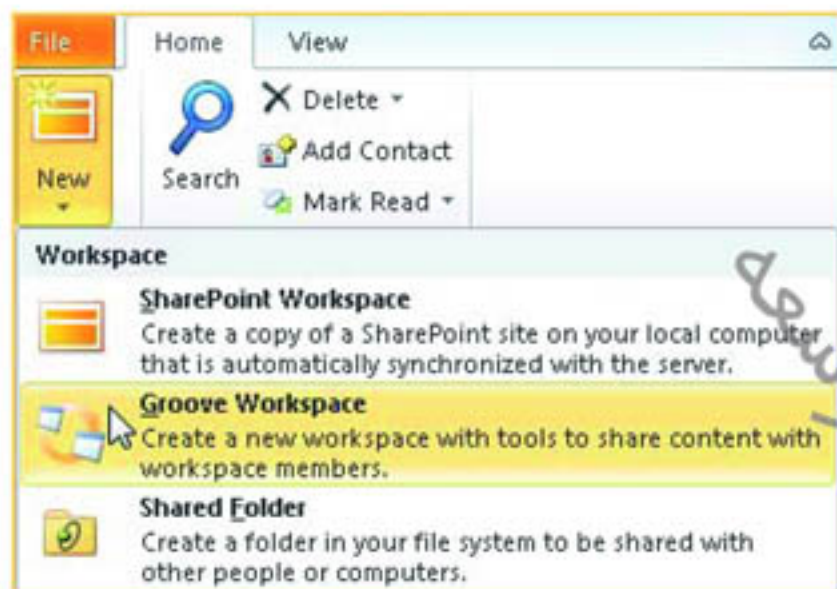 File Home View
Delete
Add Contact
New Search Mark Read
Workspace
SharePoint Workspace
Create a copy of a SharePoint site on your local computer
that is automatically synchronized with the server.
Groove Workspace
Create a new workspace with tools to share content with
workspace members.
Shared Folder
Create a folder in your file system to be shared with
other people or computers.